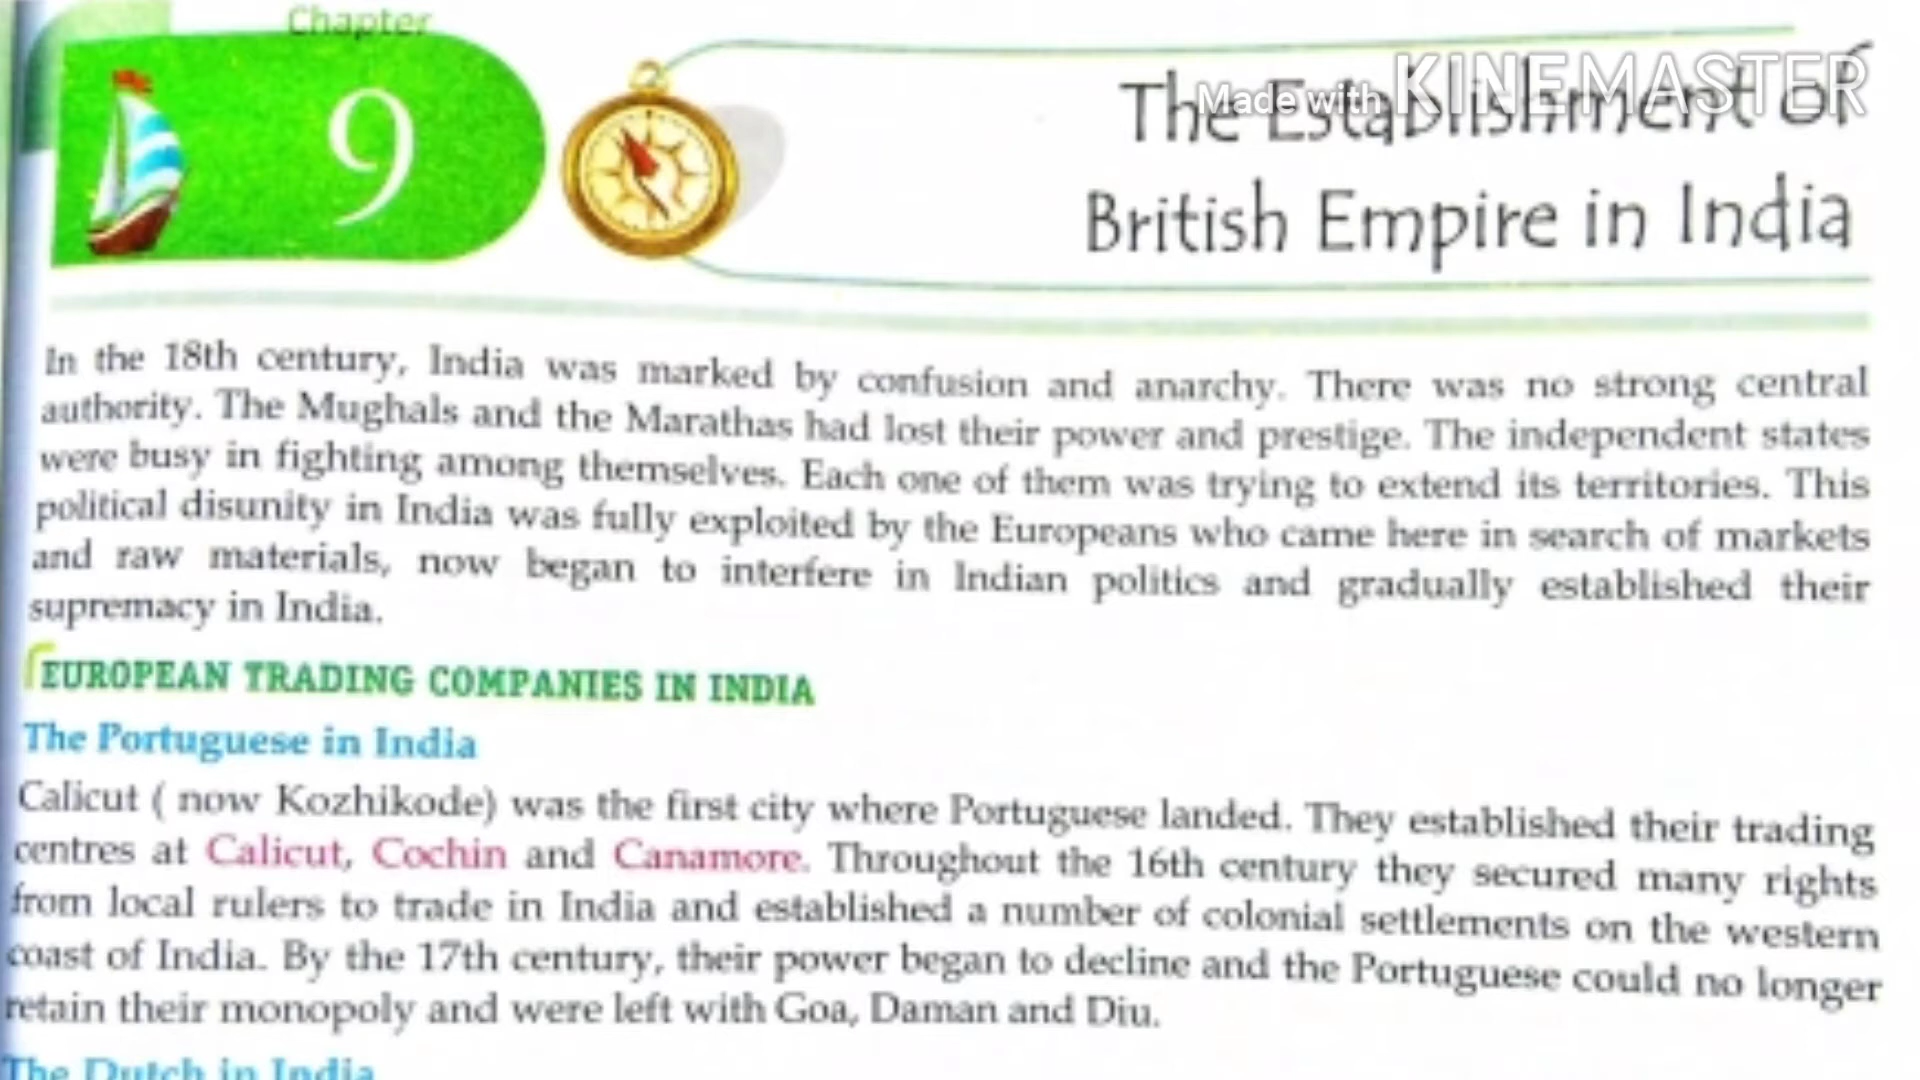 Chapter
9
The Establishment of
British Empire in India
Made with KINEMASTER
In the 18th century, India was marked by confusion and anarchy. There was no strong central
authority. The Mughals and the Marathas had lost their power and prestige. The independent states
were busy in fighting among themselves. Each one of them was trying to extend its territories. This
political disunity in India was fully exploited by the Europeans who came here in search of markets
and raw materials, now began to interfere in Indian politics and gradually established their
supremacy in India.
EUROPEAN TRADING COMPANIES IN INDIA
The Portuguese in India
Calicut ( now Kozhikode) was the first city where Portuguese landed. They established their trading
centres at Calicut, Cochin and Canamore. Throughout the 16th century they secured many rights
from local rulers to trade in India and established a number of colonial settlements on the western
coast of India. By the 17th century, their power began to decline and the Portuguese could no longer
retain their monopoly and were left with Goa, Daman and Diu.
The Dutch in India